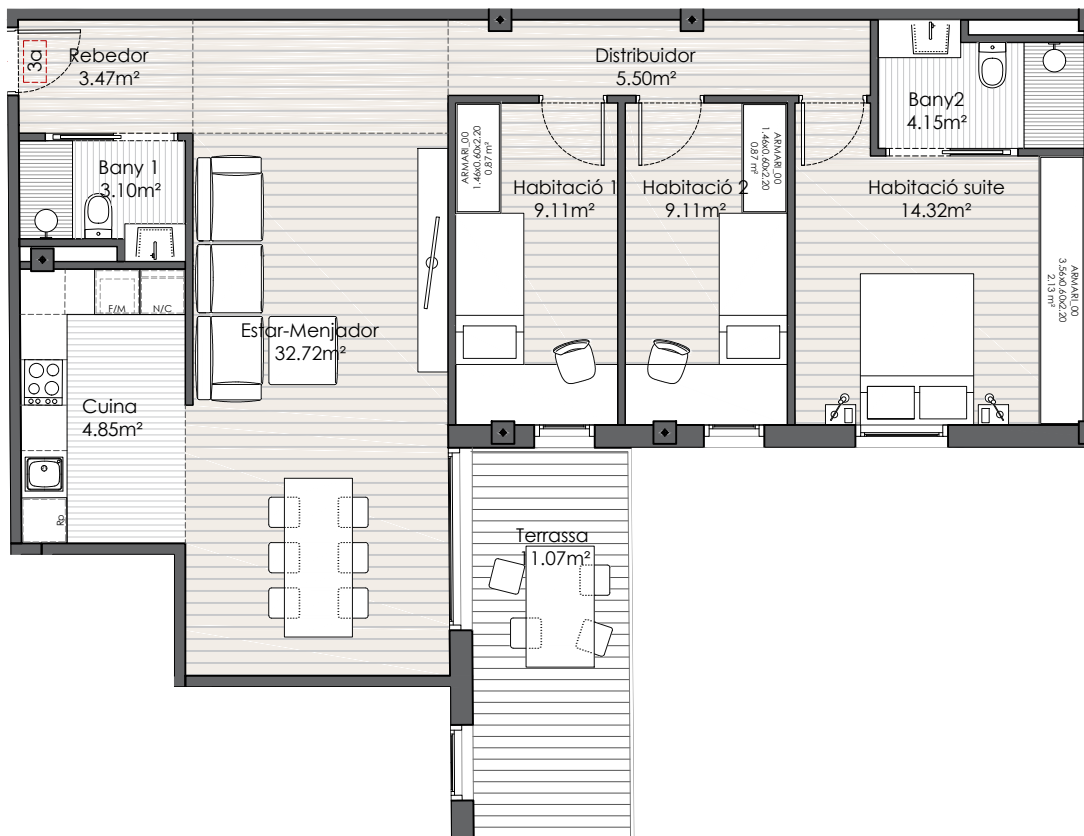 3a
Rebedor
3.47m²
Distribuidor
5.50m²
Bany2
4.15m²
Bany 1
3.10m²
ARMARI_00
1.46x0.60x2.20
0.87 m²
ARMARI_00
1.46x0.60x2.20
0.87 m²
Habitació 1
9.11m²
Habitació 2
9.11m²
Habitació suite
14.32m²
ARMARI_00
3.56x0.60x2.20
2.13 m²
F/M
N/C
Estar-Menjador
32.72m²
Cuina
4.85m²
Rp
Terrassa
11.07m²